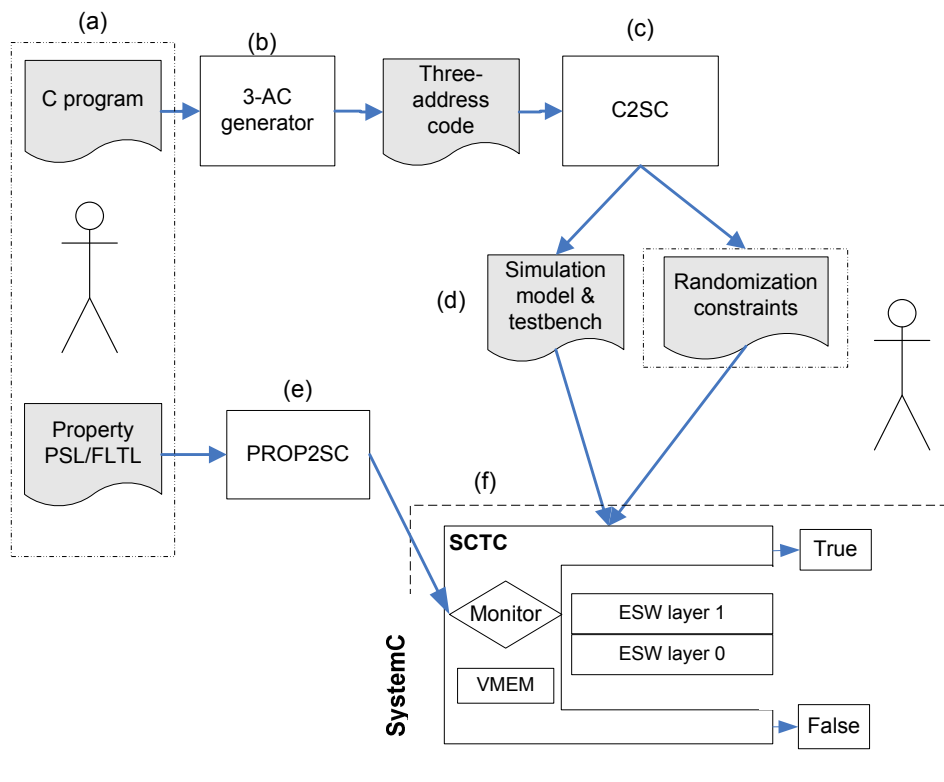 (a)
(b)
(c)
C program
3-AC
generator
Three-
address
code
C2SC
(d)
Simulation
model &
testbench
Randomization
constraints
(e)
Property
PSL/FLTL
PROP2SC
(f)
SCTC
True
Monitor
ESW layer 1
ESW layer 0
VMEM
SystemC
False